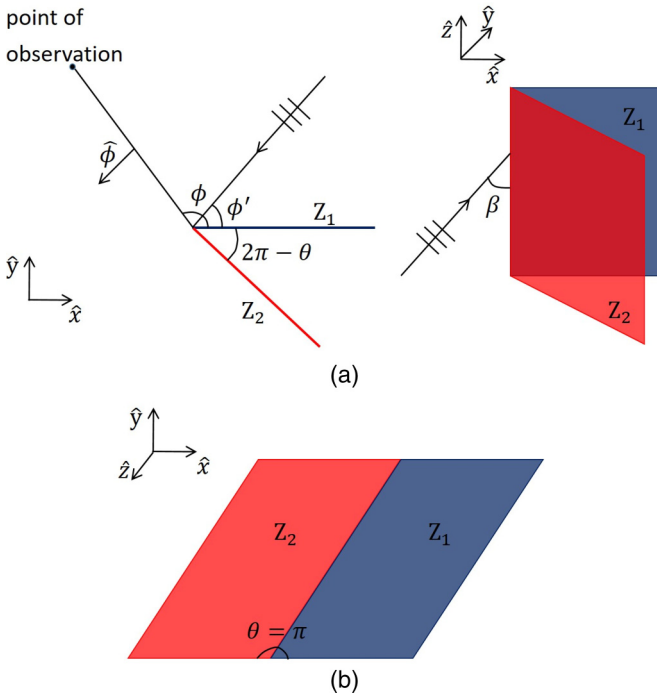 point of
observation
ϕ̂
ϕ
ϕ′
Z₁
2π − θ
Z₂
ŷ
x̂
ẑ
ŷ
x̂
Z₁
β
Z₂
(a)
ŷ
ẑ
x̂
Z₂
Z₁
θ = π
(b)